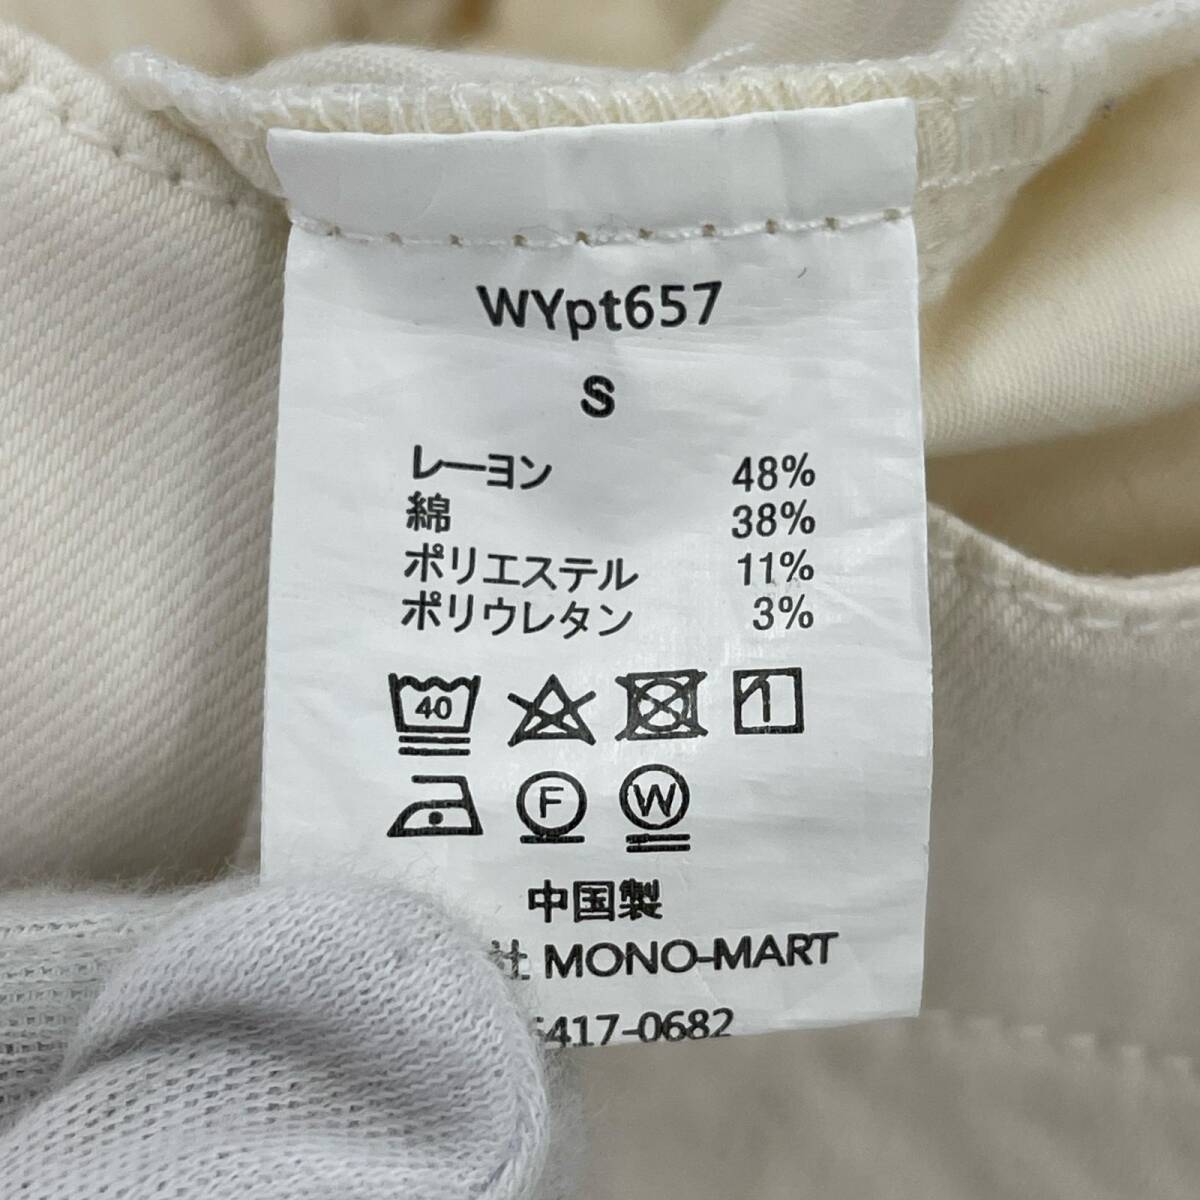 WYpt657
S
レーヨン 48%
綿 38%
ポリエステル 11%
ポリウレタン 3%
40
F W
中国製
社 MONO-MART
5417-0682